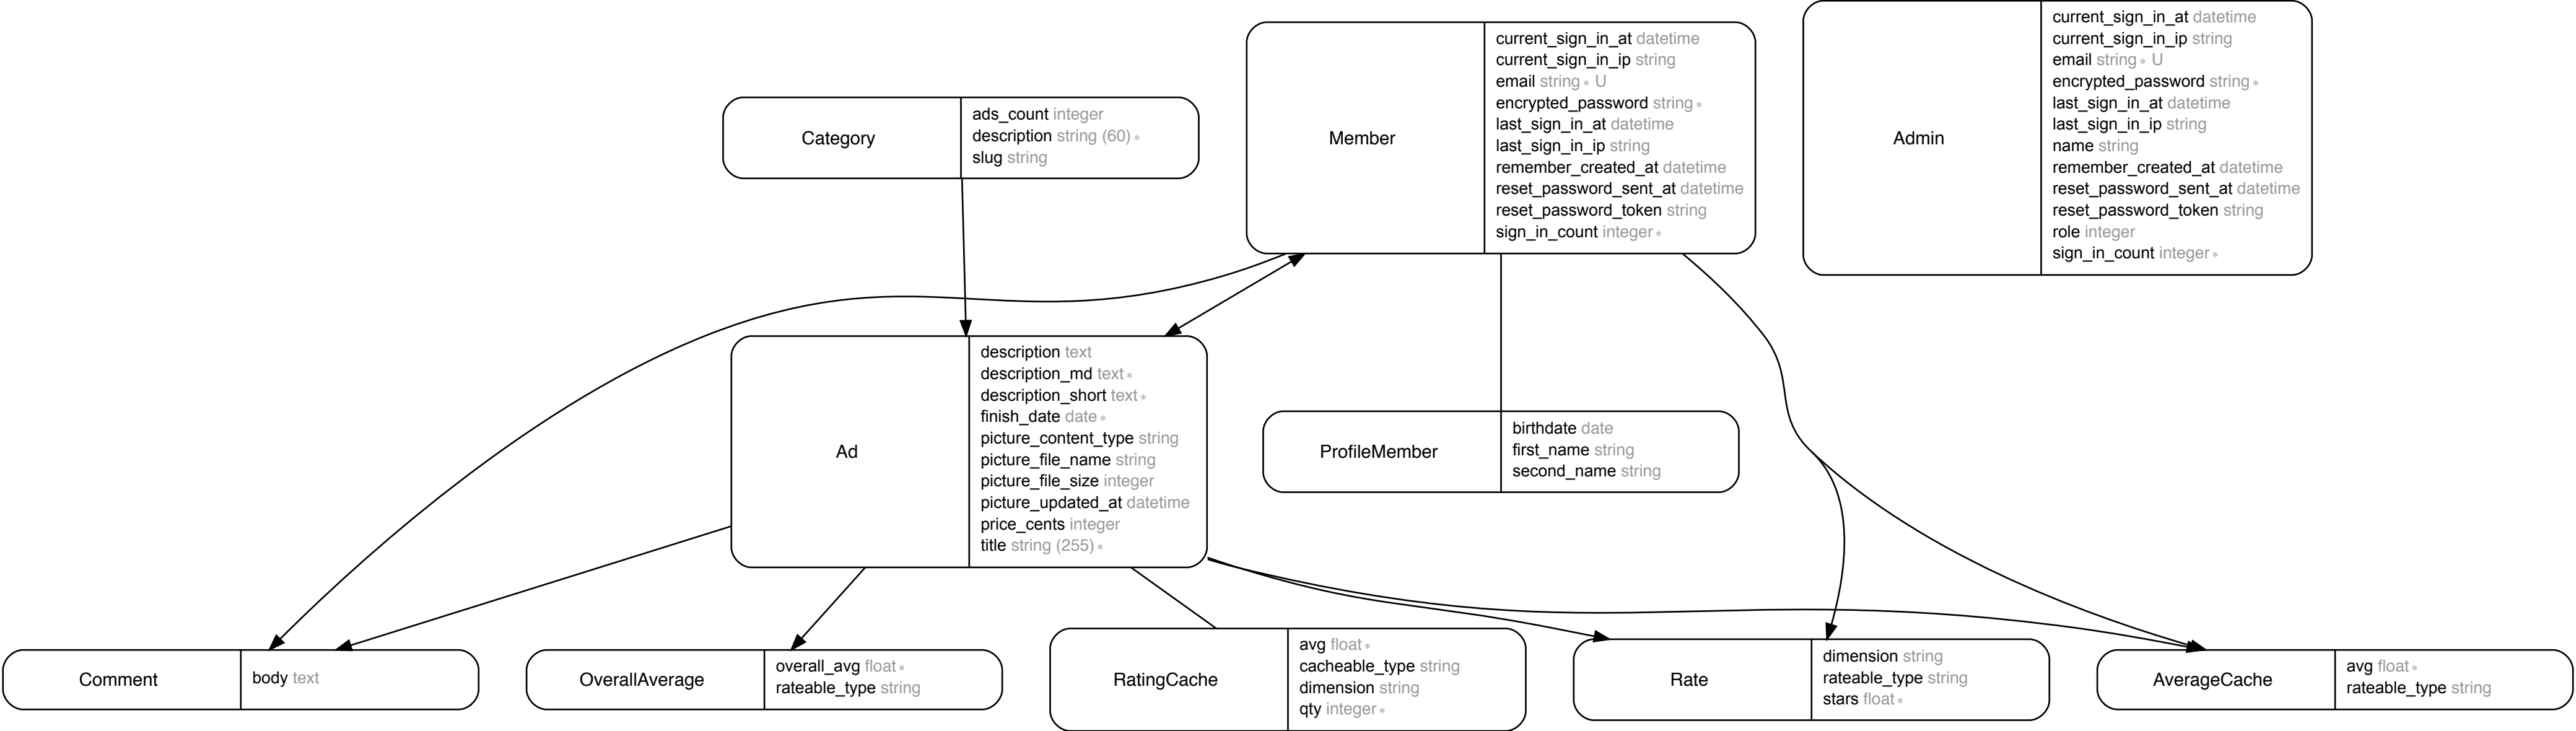 Category
ads_count integer
description string (60) ∗
slug string
Member
current_sign_in_at datetime
current_sign_in_ip string
email string ∗ U
encrypted_password string ∗
last_sign_in_at datetime
last_sign_in_ip string
remember_created_at datetime
reset_password_sent_at datetime
reset_password_token string
sign_in_count integer ∗
Admin
current_sign_in_at datetime
current_sign_in_ip string
email string ∗ U
encrypted_password string ∗
last_sign_in_at datetime
last_sign_in_ip string
name string
remember_created_at datetime
reset_password_sent_at datetime
reset_password_token string
role integer
sign_in_count integer ∗
Ad
description text
description_md text ∗
description_short text ∗
finish_date date ∗
picture_content_type string
picture_file_name string
picture_file_size integer
picture_updated_at datetime
price_cents integer
title string (255) ∗
ProfileMember
birthdate date
first_name string
second_name string
Comment
body text
OverallAverage
overall_avg float ∗
rateable_type string
RatingCache
avg float ∗
cacheable_type string
dimension string
qty integer ∗
Rate
dimension string
rateable_type string
stars float ∗
AverageCache
avg float ∗
rateable_type string